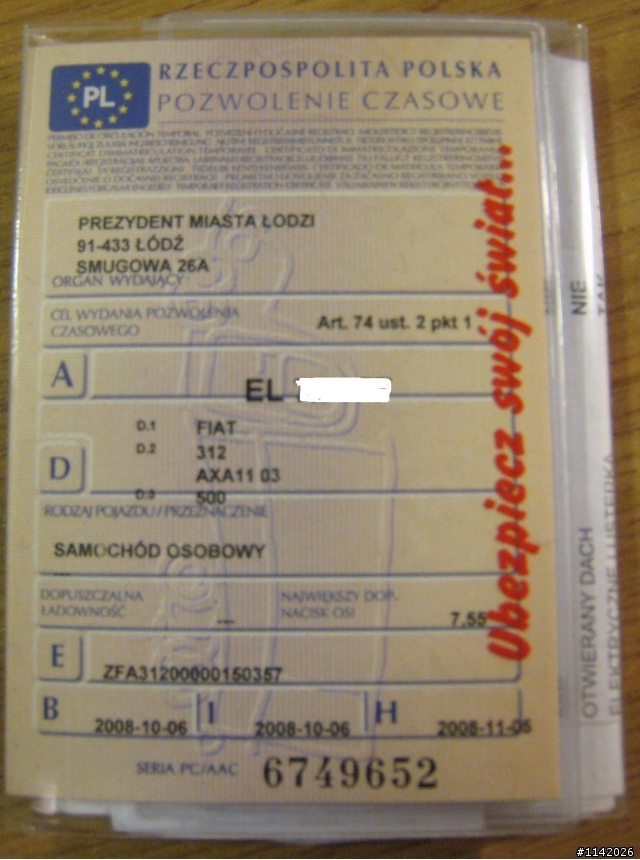 PL
RZECZPOSPOLITA POLSKA
POZWOLENIE CZASOWE
PREZYDENT MIASTA ŁODZI
91-433 ŁÓDŹ
SMUGOWA 26A
ORGAN WYDAJĄCY
CEL WYDANIA POZWOLENIA
CZASOWEGO
Art. 74 ust. 2 pkt 1
A
EL
D
D.1 FIAT
D.2 312
AXA11 03
D.3 500
RODZAJ POJAZDU/PRZEZNACZENIE
SAMOCHÓD OSOBOWY
---
DOPUSZCZALNA
ŁADOWNOŚĆ
---
NAJWIĘKSZY DOP.
NACISK OSI
7,55
E
ZFA31200000150357
B
2008-10-06
I
2008-10-06
H
2008-11-05
SERIA PC/AAC 6749652
Ubezpiecz swój świat...
NIE
TAK
OTWIERANY DACH
ELEKTRYCZNE LUSTERKA
#1142026